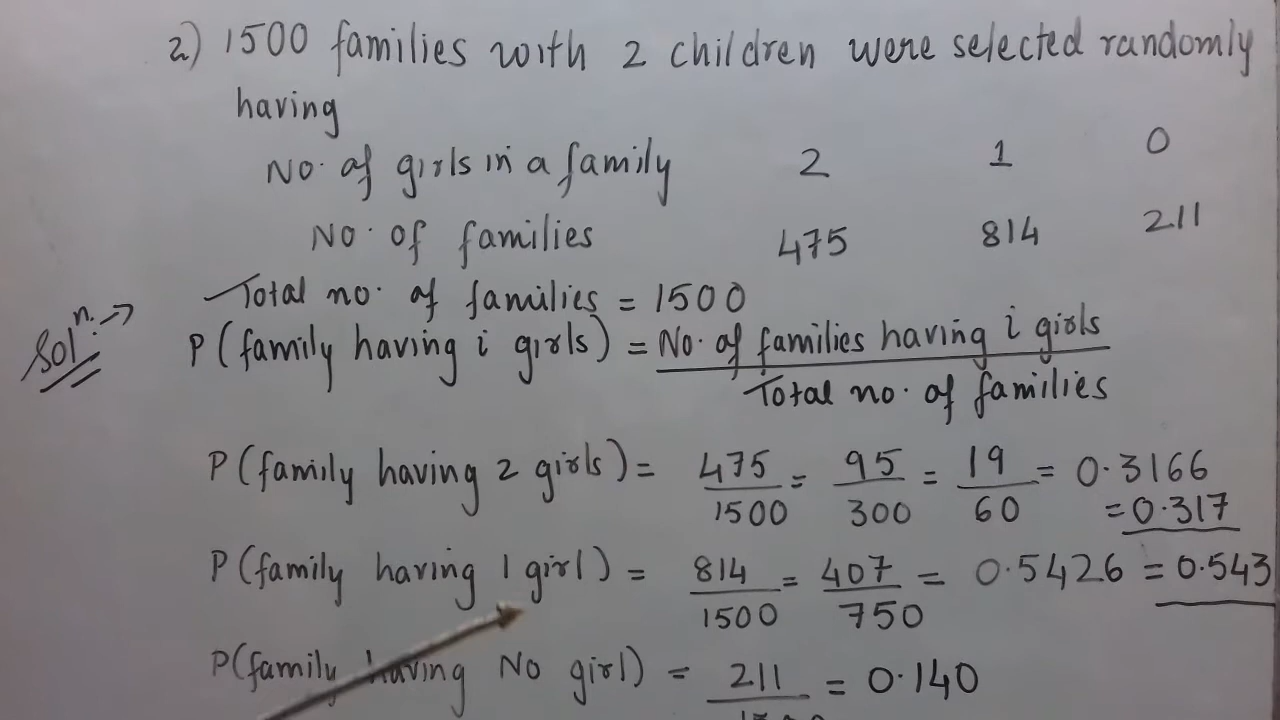 2) 1500 families with 2 children were selected randomly
having
No. of girls in a family 2 1 0
No. of families 475 814 211
Soln. → Total no. of families = 1500
P (family having i girls) = No. of families having i girls / Total no. of families
P (family having 2 girls) = 475/1500 = 95/300 = 19/60 = 0.3166
= 0.317
P (family having 1 girl) = 814/1500 = 407/750 = 0.5426 = 0.543
P(family having No girl) = 211/ = 0.140